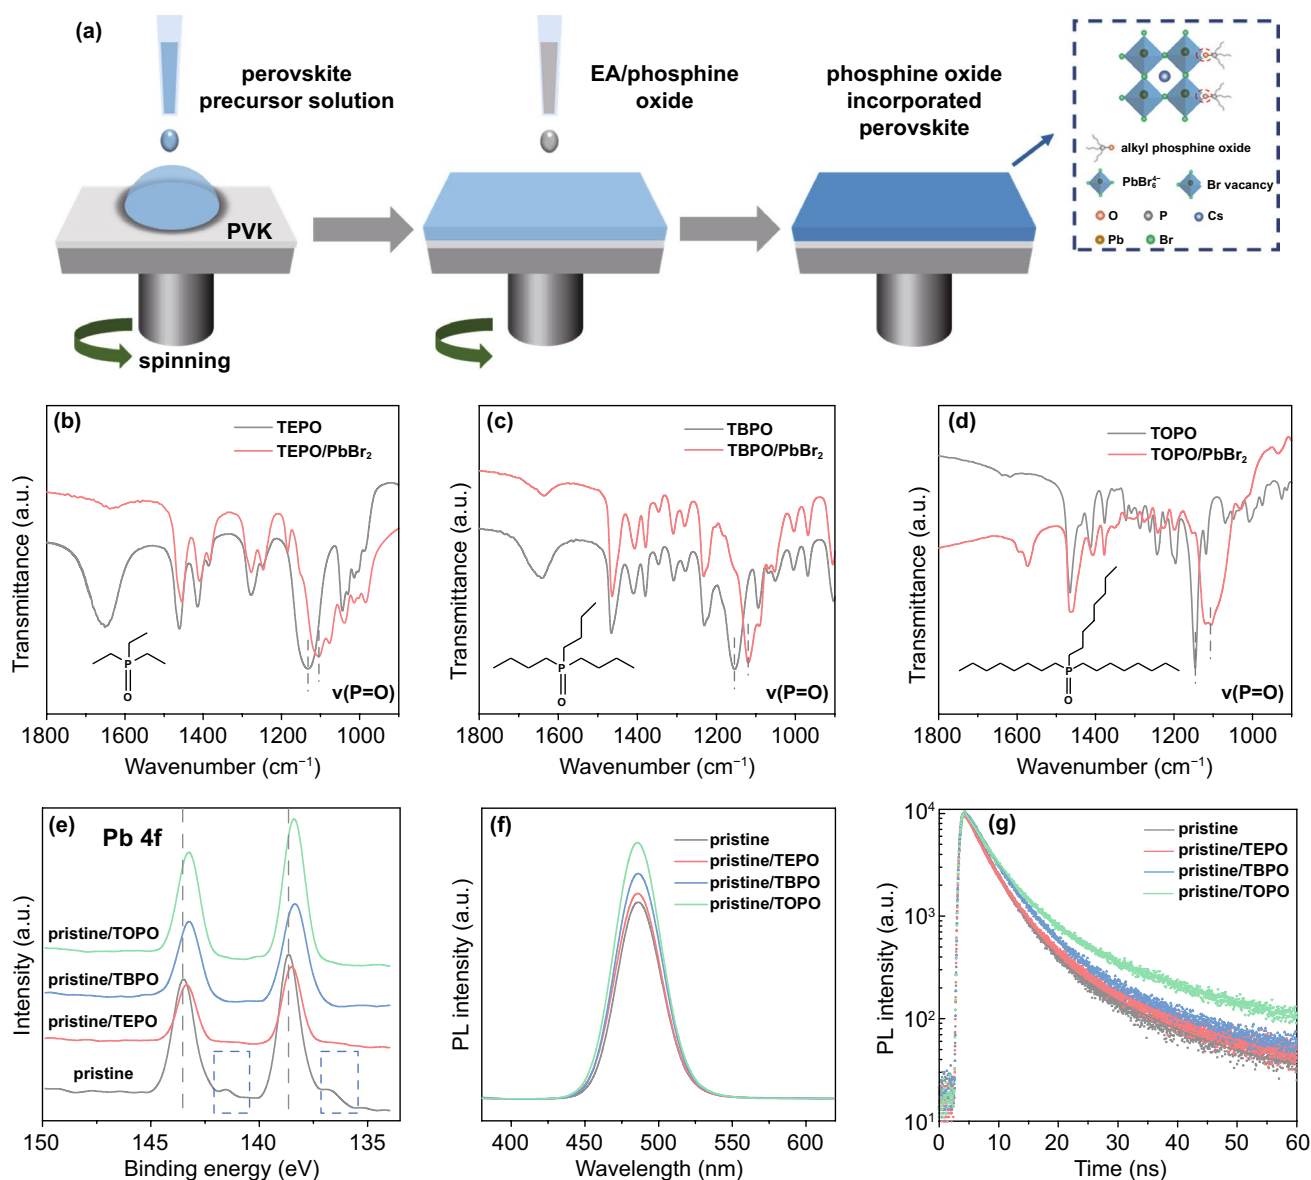 (a)
perovskite
precursor solution
EA/phosphine
oxide
phosphine oxide
incorporated
perovskite
PVK
spinning
alkyl phosphine oxide
PbBr₆⁴⁻
Br vacancy
O
P
Cs
Pb
Br
(b)
TEPO
TEPO/PbBr₂
Transmittance (a.u.)
P
O
ν(P=O)
1800 1600 1400 1200 1000
Wavenumber (cm⁻¹)
(c)
TBPO
TBPO/PbBr₂
Transmittance (a.u.)
P
O
ν(P=O)
1800 1600 1400 1200 1000
Wavenumber (cm⁻¹)
(d)
TOPO
TOPO/PbBr₂
Transmittance (a.u.)
P
O
ν(P=O)
1800 1600 1400 1200 1000
Wavenumber (cm⁻¹)
(e)
Pb 4f
pristine/TOPO
pristine/TBPO
pristine/TEPO
pristine
Intensity (a.u.)
150 147 144 141 138 135
Binding energy (eV)
(f)
pristine
pristine/TEPO
pristine/TBPO
pristine/TOPO
PL intensity (a.u.)
400 450 500 550 600
Wavelength (nm)
(g)
pristine
pristine/TEPO
pristine/TBPO
pristine/TOPO
PL intensity (a.u.)
10⁴
10³
10²
10¹
0 10 20 30 40 50 60
Time (ns)